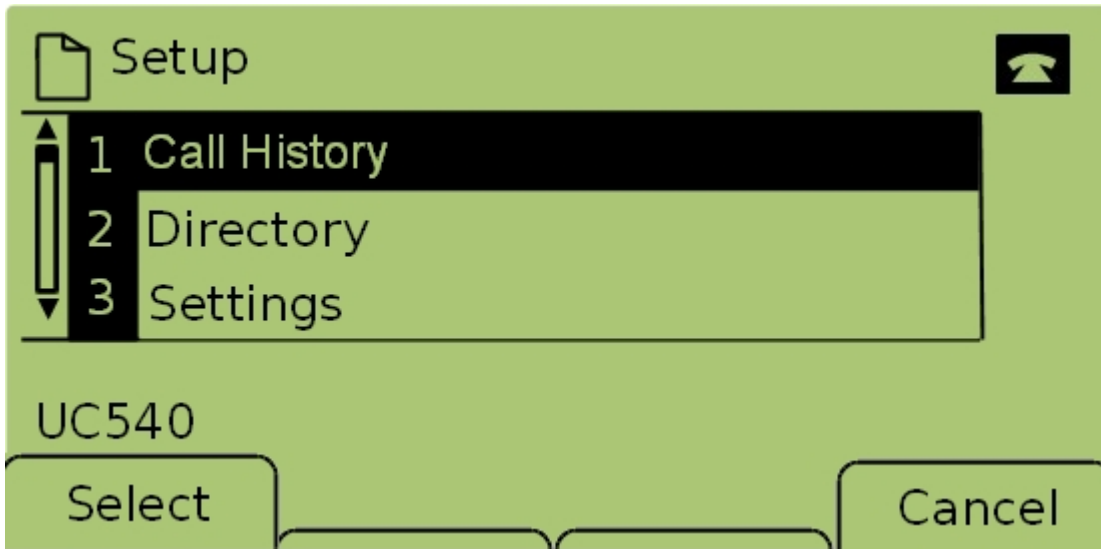 Setup
1 Call History
2 Directory
3 Settings
UC540
Select Cancel